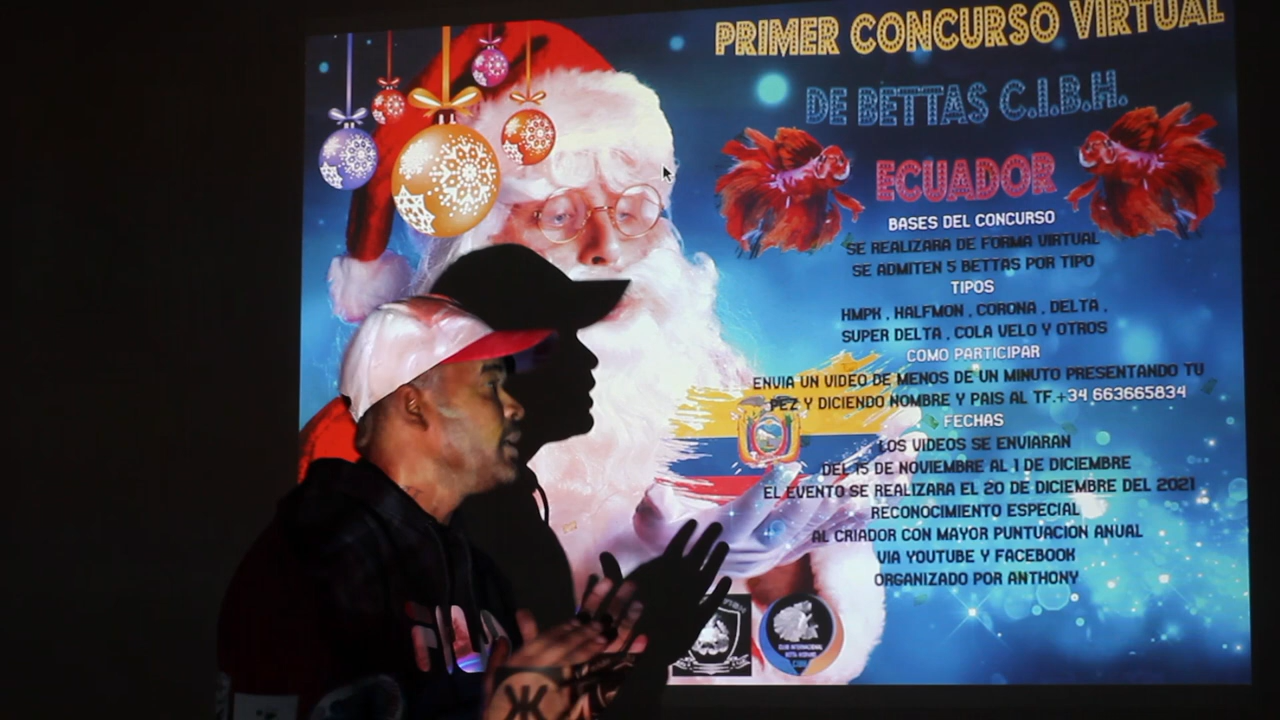 PRIMER CONCURSO VIRTUAL
DE BETTAS C.I.B.H.
ECUADOR
BASES DEL CONCURSO
SE REALIZARA DE FORMA VIRTUAL
SE ADMITEN 5 BETTAS POR TIPO
TIPOS
HMPK , HALFMON , CORONA , DELTA ,
SUPER DELTA , COLA VELO Y OTROS
COMO PARTICIPAR
ENVIA UN VIDEO DE MENOS DE UN MINUTO PRESENTANDO TU
PEZ Y DICIENDO NOMBRE Y PAIS AL TF.+34 663665834
FECHAS
LOS VIDEOS SE ENVIARAN
DEL 15 DE NOVIEMBRE AL 1 DE DICIEMBRE
EL EVENTO SE REALIZARA EL 20 DE DICIEMBRE DEL 2021
RECONOCIMIENTO ESPECIAL
AL CRIADOR CON MAYOR PUNTUACION ANUAL
VIA YOUTUBE Y FACEBOOK
ORGANIZADO POR ANTHONY
CLUB INTERNACIONAL
BETTA HISPANO